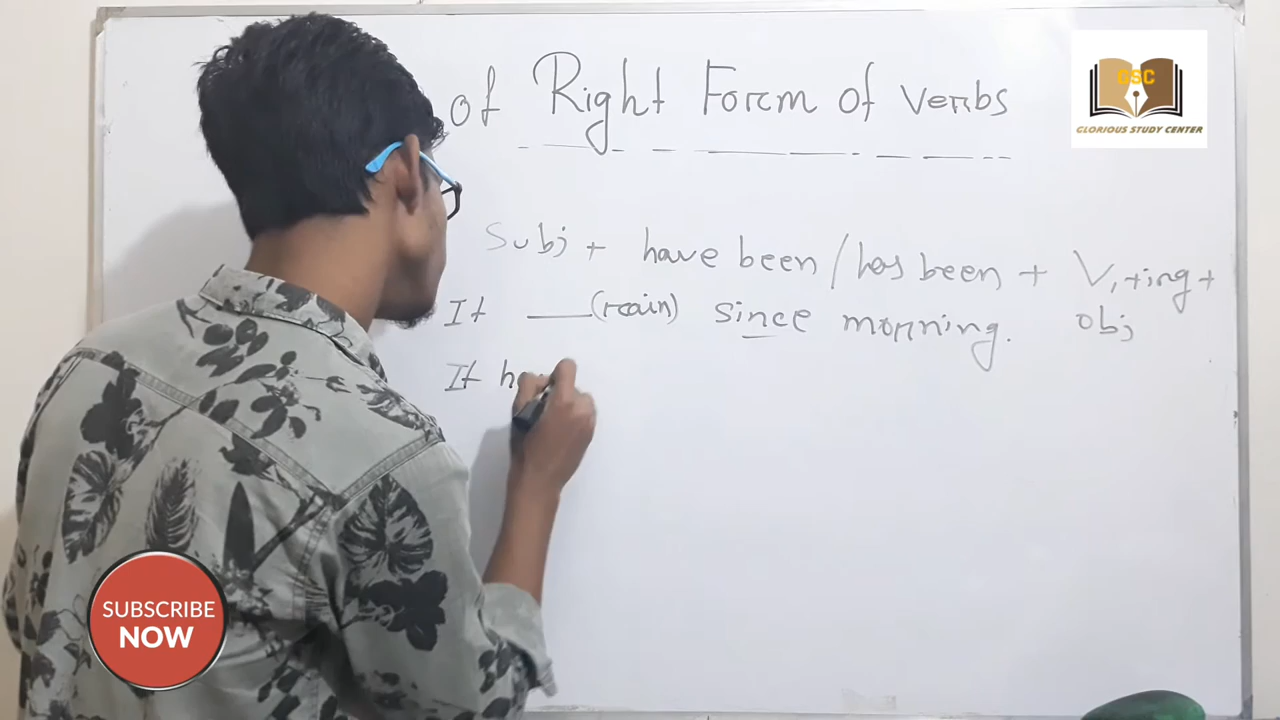 of Right Form of verbs
GSC
GLORIOUS STUDY CENTER
Subj + have been / has been + V₁ + ing +
obj
It ____ (rain) since morning.
It
SUBSCRIBE
NOW